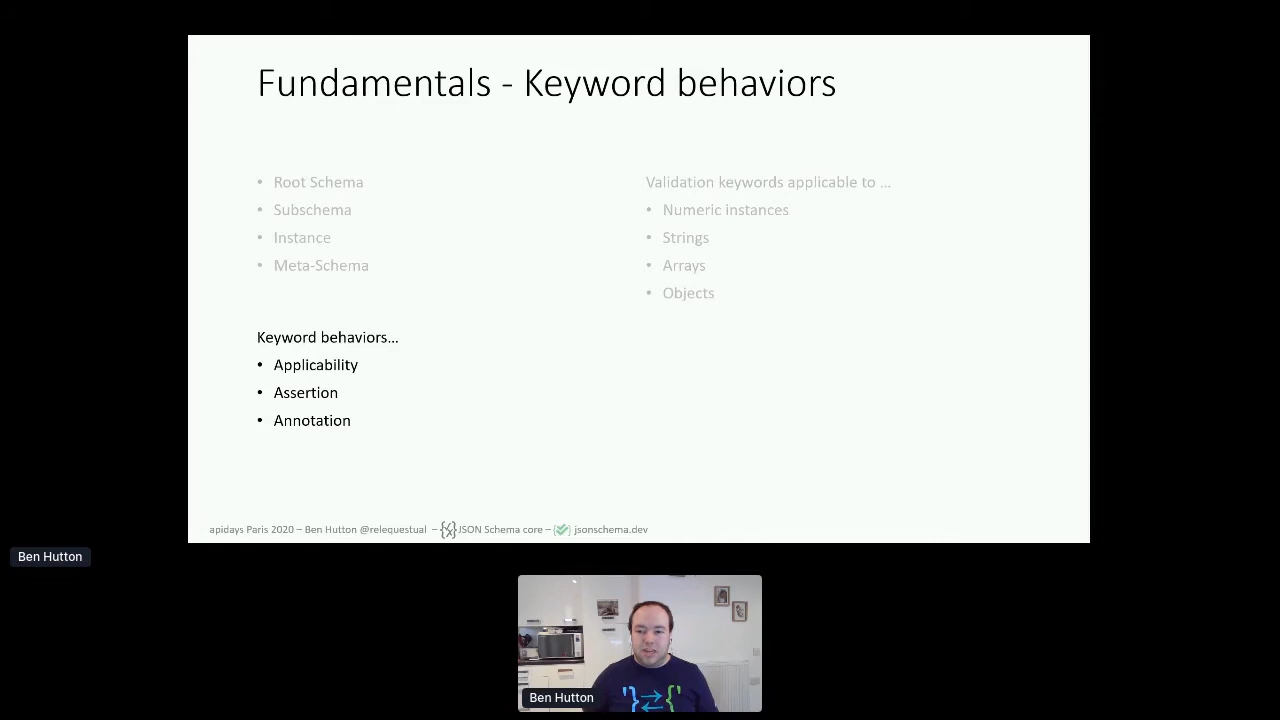 Fundamentals - Keyword behaviors
• Root Schema
• Subschema
• Instance
• Meta-Schema
Validation keywords applicable to …
• Numeric instances
• Strings
• Arrays
• Objects
Keyword behaviors…
• Applicability
• Assertion
• Annotation
apidays Paris 2020 – Ben Hutton @relequestual – JSON Schema core – jsonschema.dev
Ben Hutton
Ben Hutton